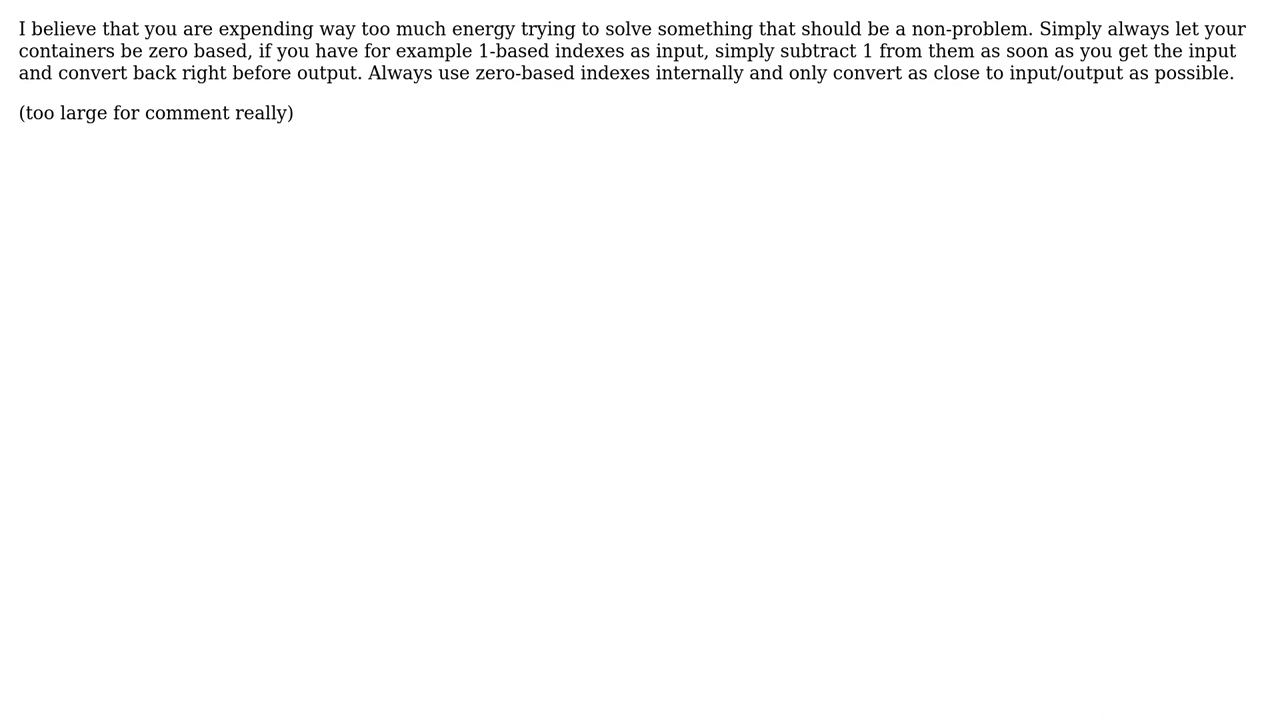 I believe that you are expending way too much energy trying to solve something that should be a non-problem. Simply always let your
containers be zero based, if you have for example 1-based indexes as input, simply subtract 1 from them as soon as you get the input
and convert back right before output. Always use zero-based indexes internally and only convert as close to input/output as possible.
(too large for comment really)